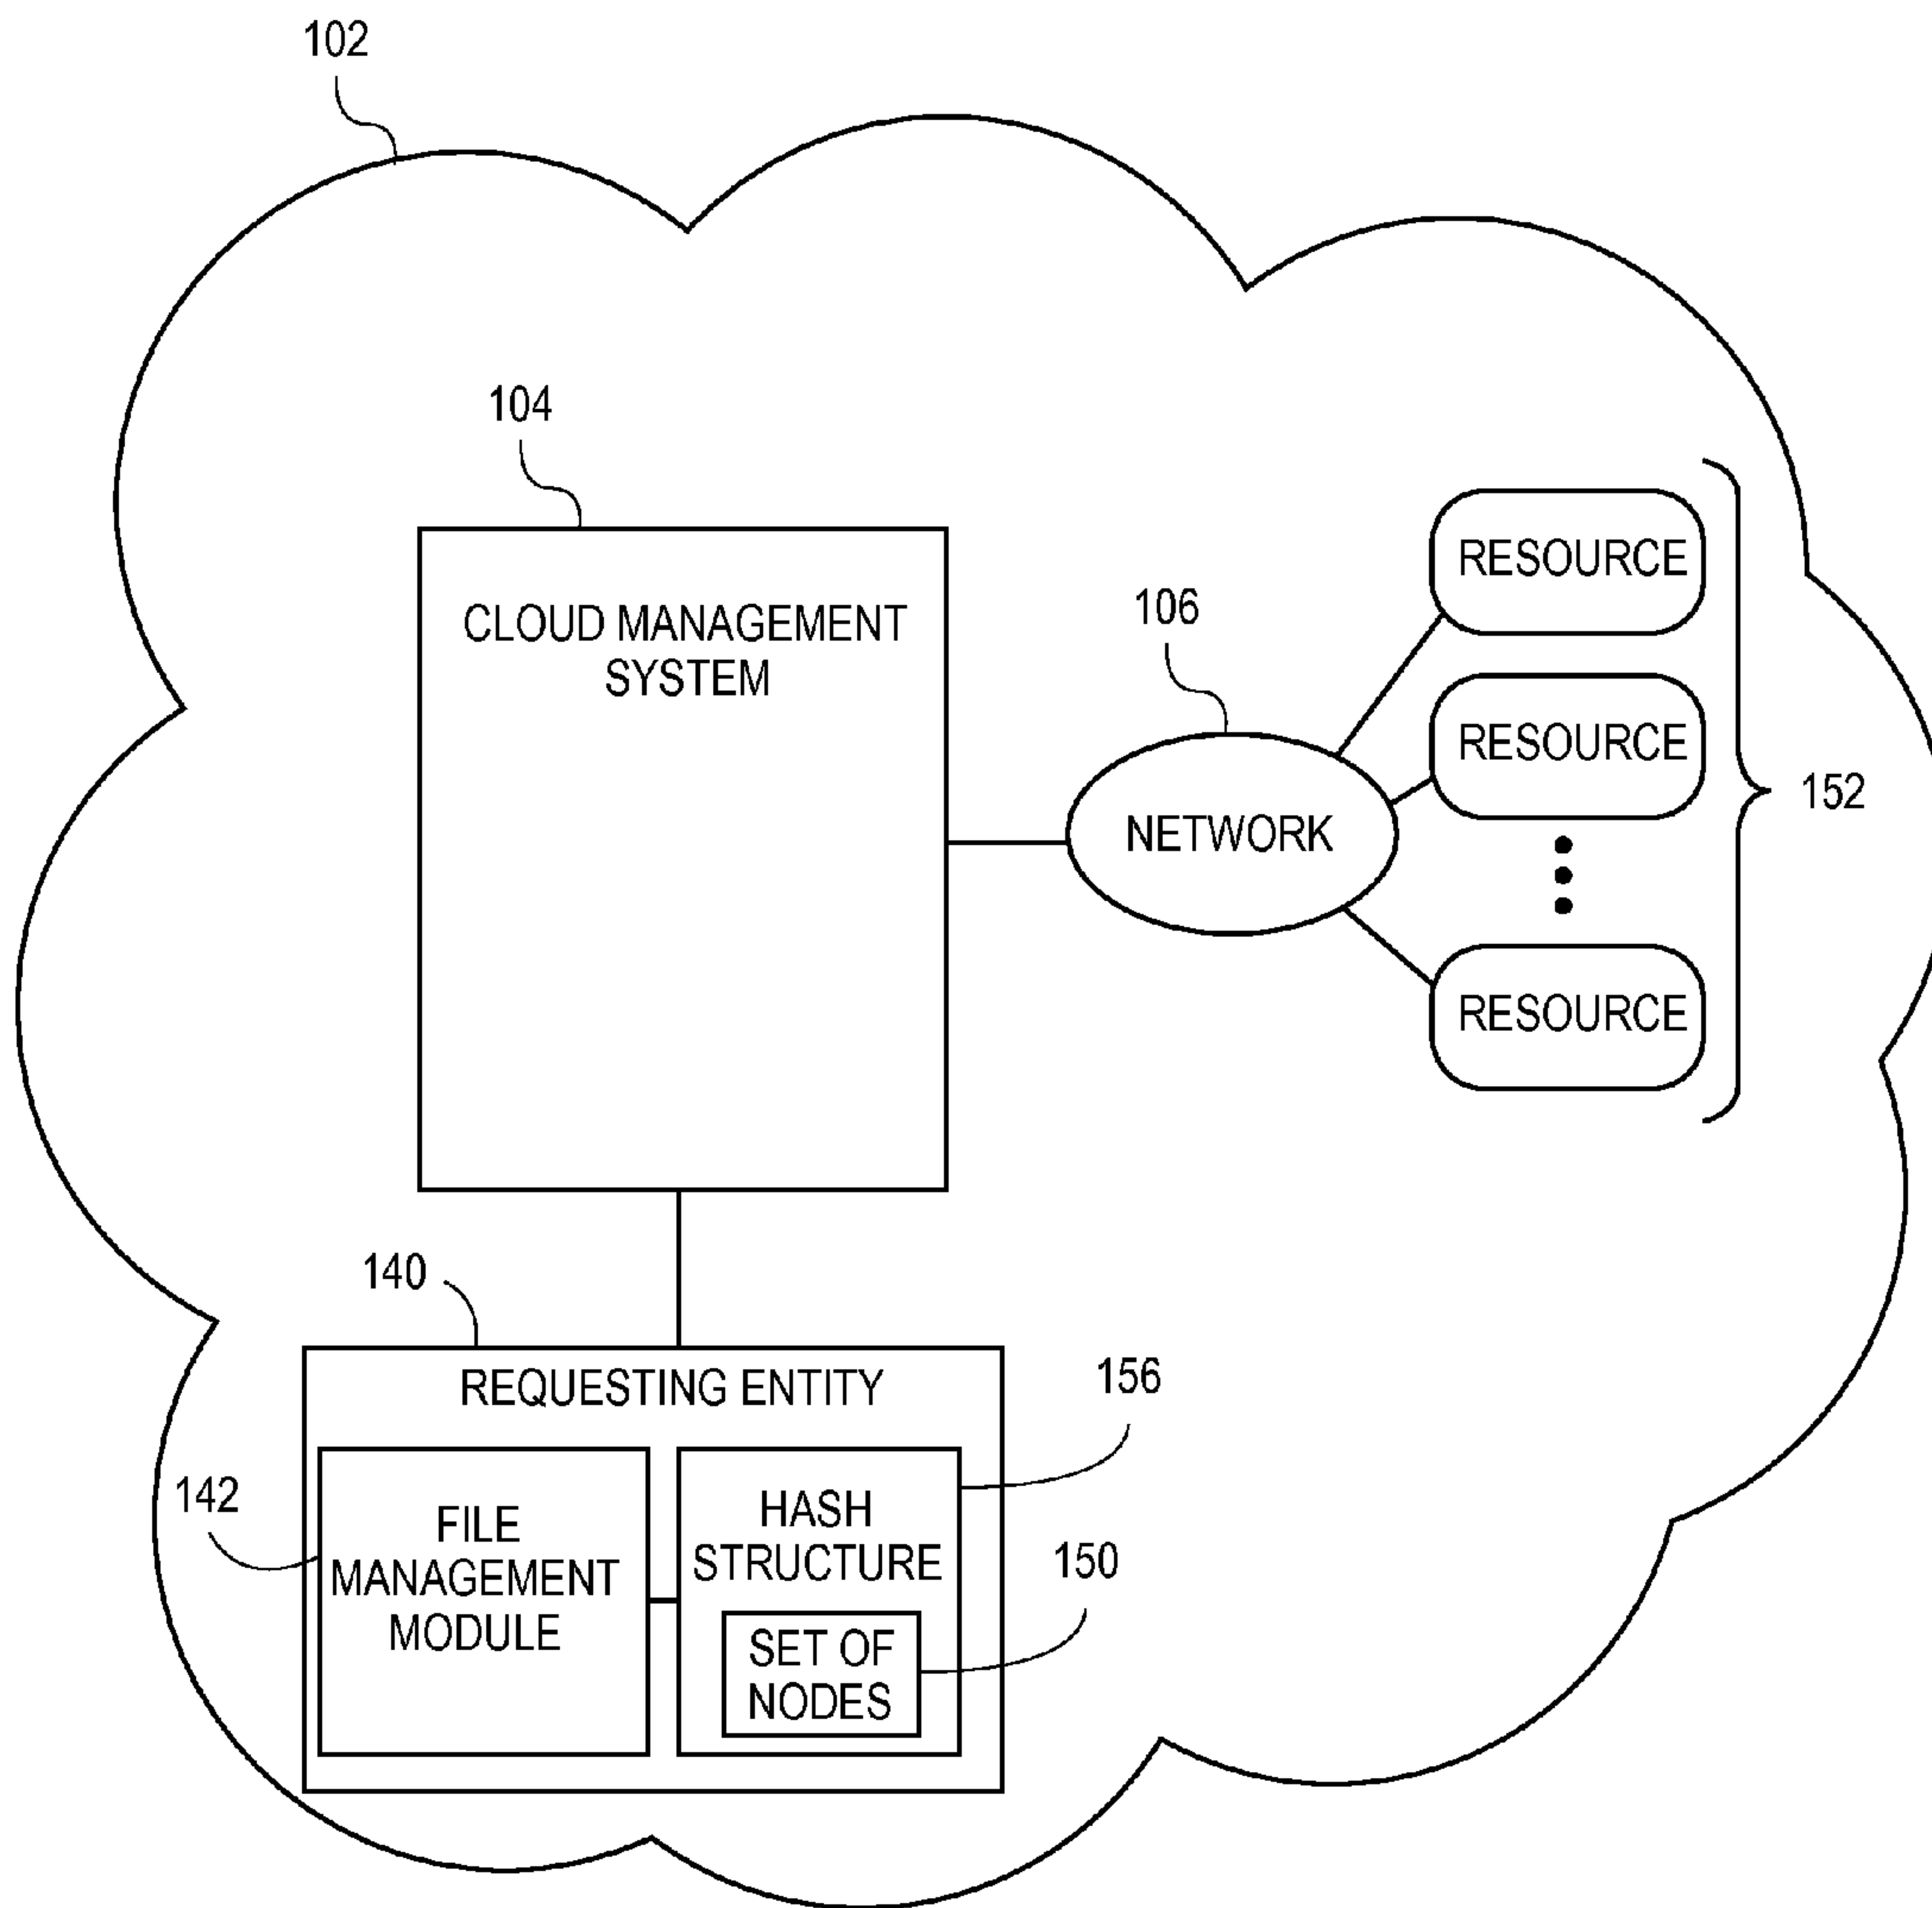 102
104
CLOUD MANAGEMENT
SYSTEM
106
NETWORK
RESOURCE
RESOURCE
RESOURCE
152
140
REQUESTING ENTITY
156
142
FILE
MANAGEMENT
MODULE
HASH
STRUCTURE
150
SET OF
NODES